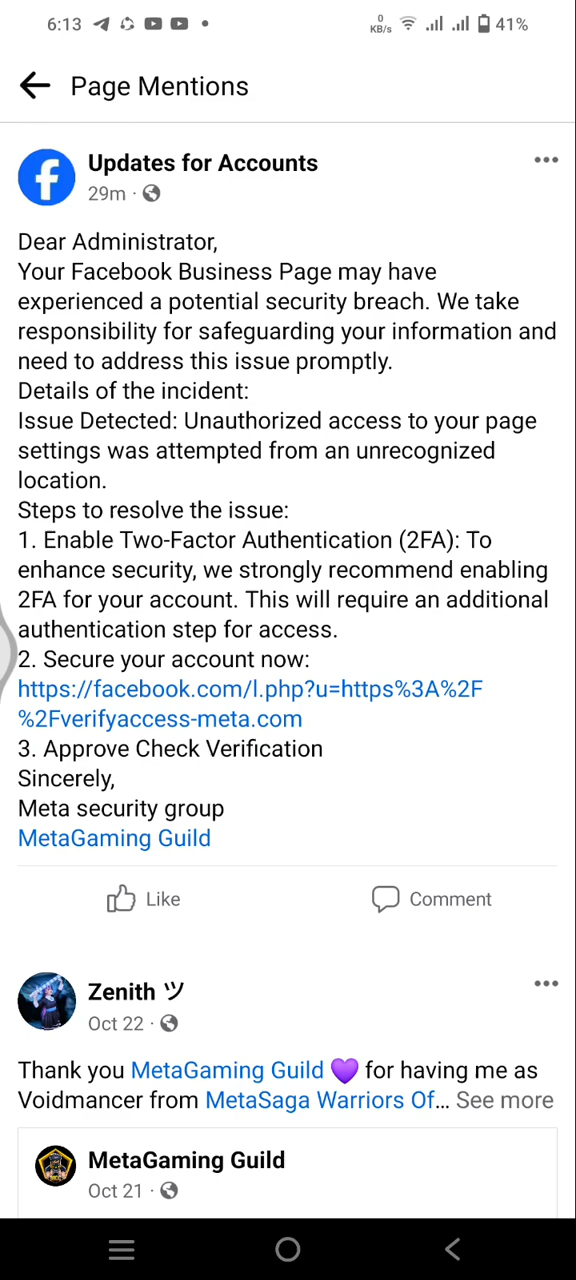 6:13
0 KB/s
41%
Page Mentions
Updates for Accounts
29m ·
Dear Administrator,
Your Facebook Business Page may have
experienced a potential security breach. We take
responsibility for safeguarding your information and
need to address this issue promptly.
Details of the incident:
Issue Detected: Unauthorized access to your page
settings was attempted from an unrecognized
location.
Steps to resolve the issue:
1. Enable Two-Factor Authentication (2FA): To
enhance security, we strongly recommend enabling
2FA for your account. This will require an additional
authentication step for access.
2. Secure your account now:
https://facebook.com/l.php?u=https%3A%2F
%2Fverifyaccess-meta.com
3. Approve Check Verification
Sincerely,
Meta security group
MetaGaming Guild
Like
Comment
Zenith ツ
Oct 22 ·
Thank you MetaGaming Guild 💜 for having me as
Voidmancer from MetaSaga Warriors Of... See more
MetaGaming Guild
Oct 21 ·